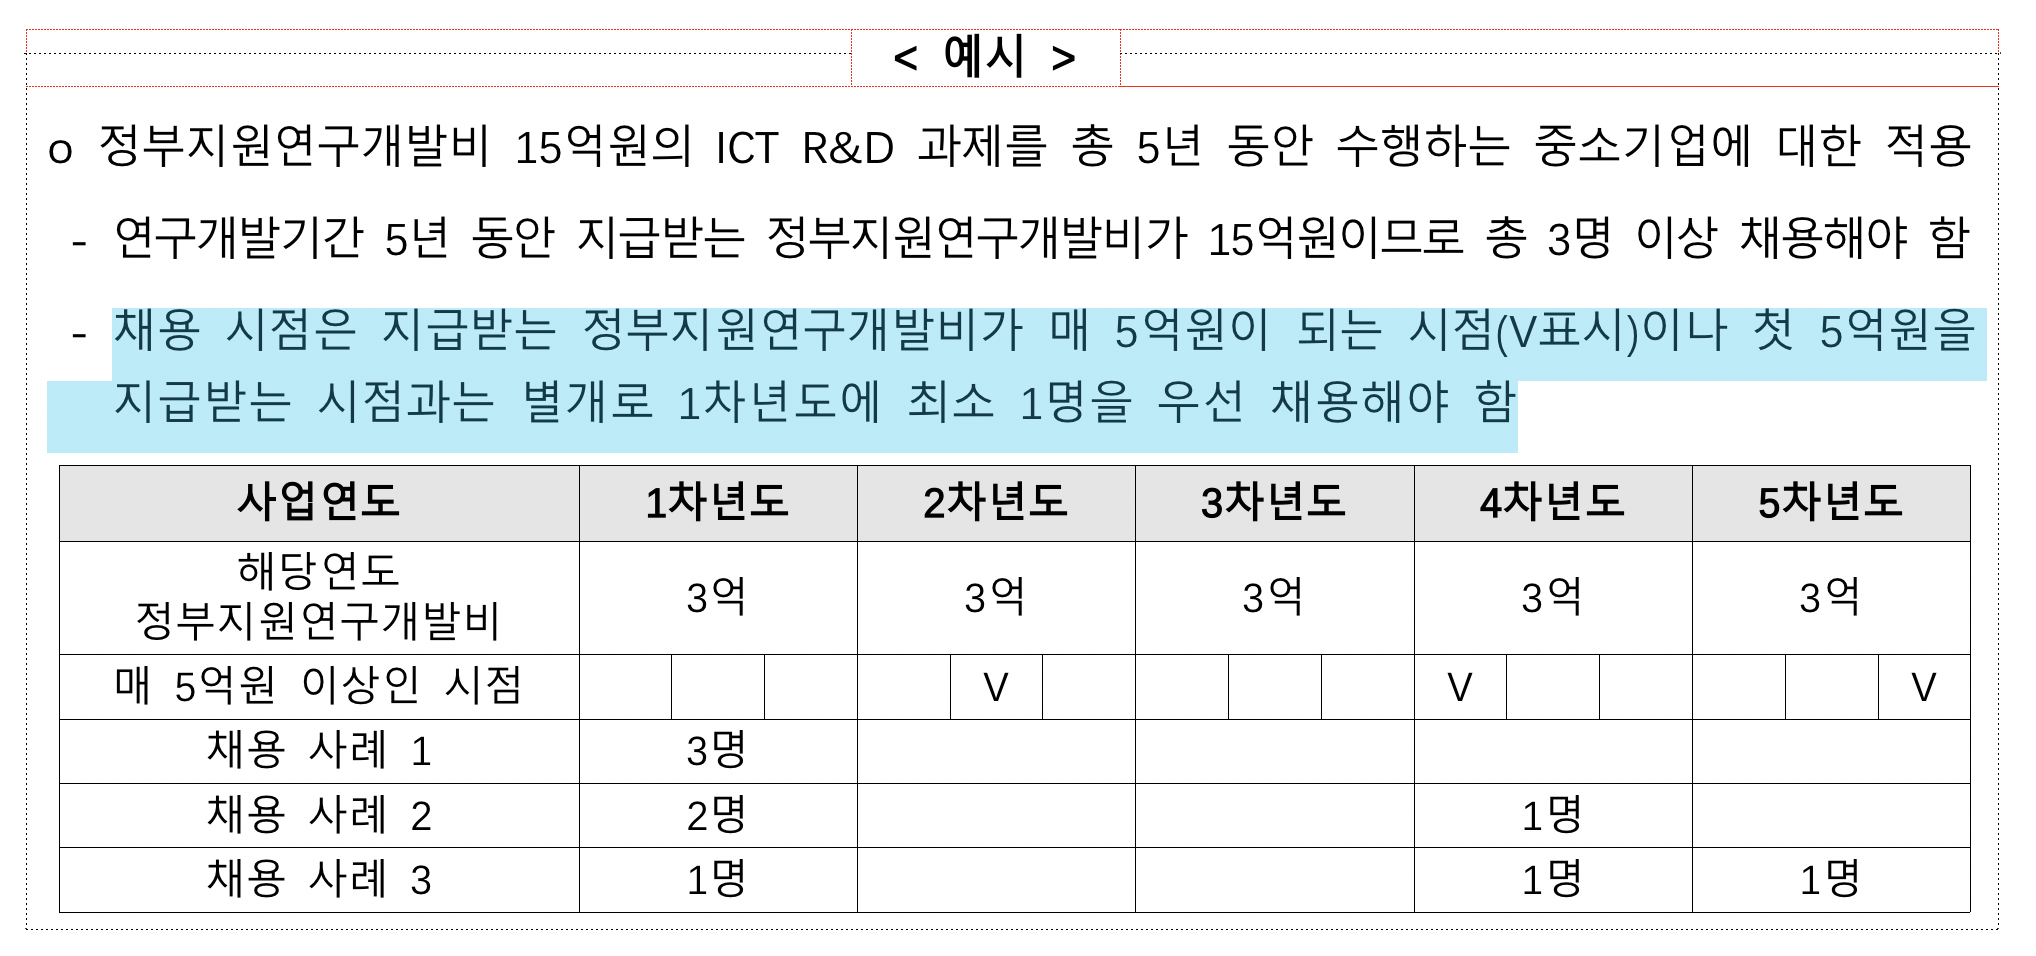 < 예시 >
o 정부지원연구개발비 15억원의 ICT R&D 과제를 총 5년 동안 수행하는 중소기업에 대한 적용
- 연구개발기간 5년 동안 지급받는 정부지원연구개발비가 15억원이므로 총 3명 이상 채용해야 함
- 채용 시점은 지급받는 정부지원연구개발비가 매 5억원이 되는 시점(V표시)이나 첫 5억원을
지급받는 시점과는 별개로 1차년도에 최소 1명을 우선 채용해야 함
사업연도 1차년도 2차년도 3차년도 4차년도 5차년도
해당연도
정부지원연구개발비 3억 3억 3억 3억 3억
매 5억원 이상인 시점 V V V
채용 사례 1 3명
채용 사례 2 2명 1명
채용 사례 3 1명 1명 1명